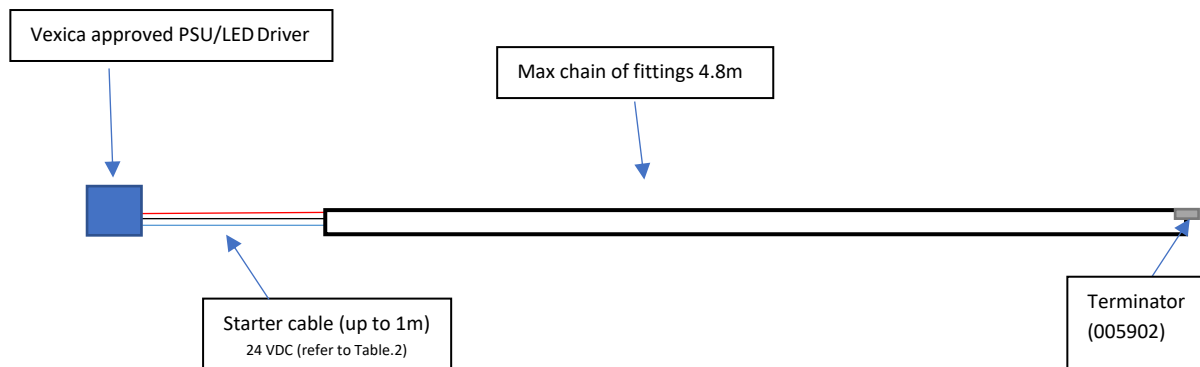 Vexica approved PSU/LED Driver
Max chain of fittings 4.8m
Starter cable (up to 1m)
24 VDC (refer to Table.2)
Terminator
(005902)